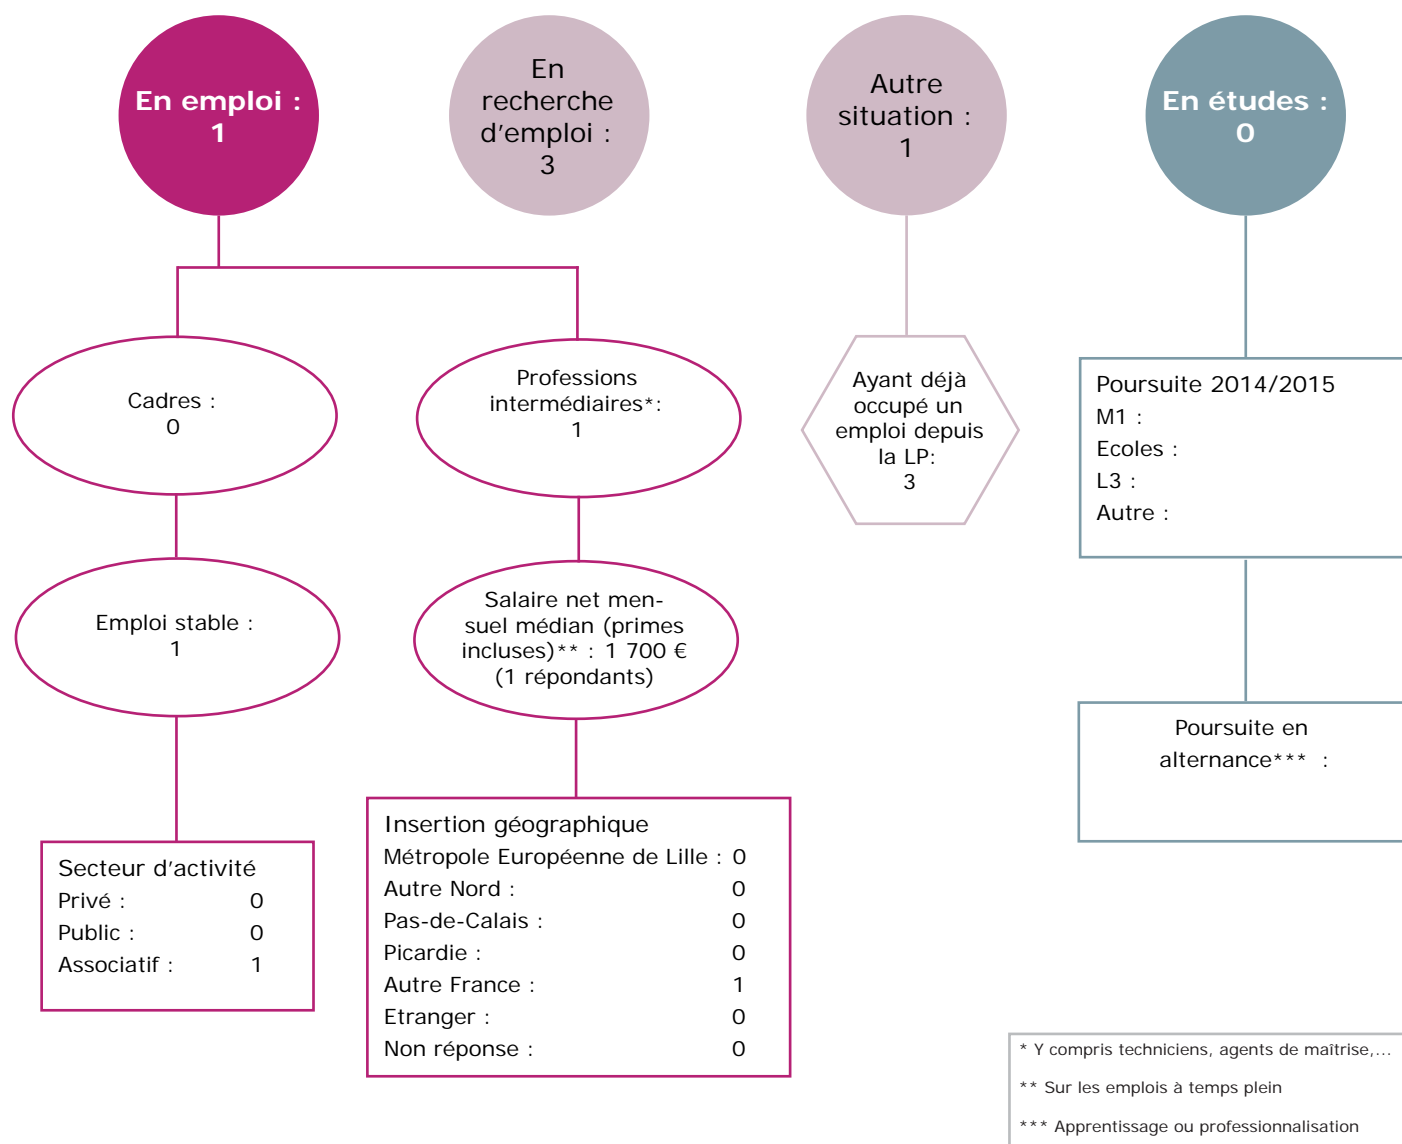 En emploi :
1
En
recherche
d'emploi :
3
Autre
situation :
1
En études :
0
Cadres :
0
Professions
intermédiaires*:
1
Ayant déjà
occupé un
emploi depuis
la LP:
3
Poursuite 2014/2015
M1 :
Ecoles :
L3 :
Autre :
Emploi stable :
1
Salaire net men-
suel médian (primes
incluses)** : 1 700 €
(1 répondants)
Poursuite en
alternance*** :
Secteur d'activité
Privé : 0
Public : 0
Associatif : 1
Insertion géographique
Métropole Européenne de Lille : 0
Autre Nord : 0
Pas-de-Calais : 0
Picardie : 0
Autre France : 1
Etranger : 0
Non réponse : 0
* Y compris techniciens, agents de maîtrise,...
** Sur les emplois à temps plein
*** Apprentissage ou professionnalisation